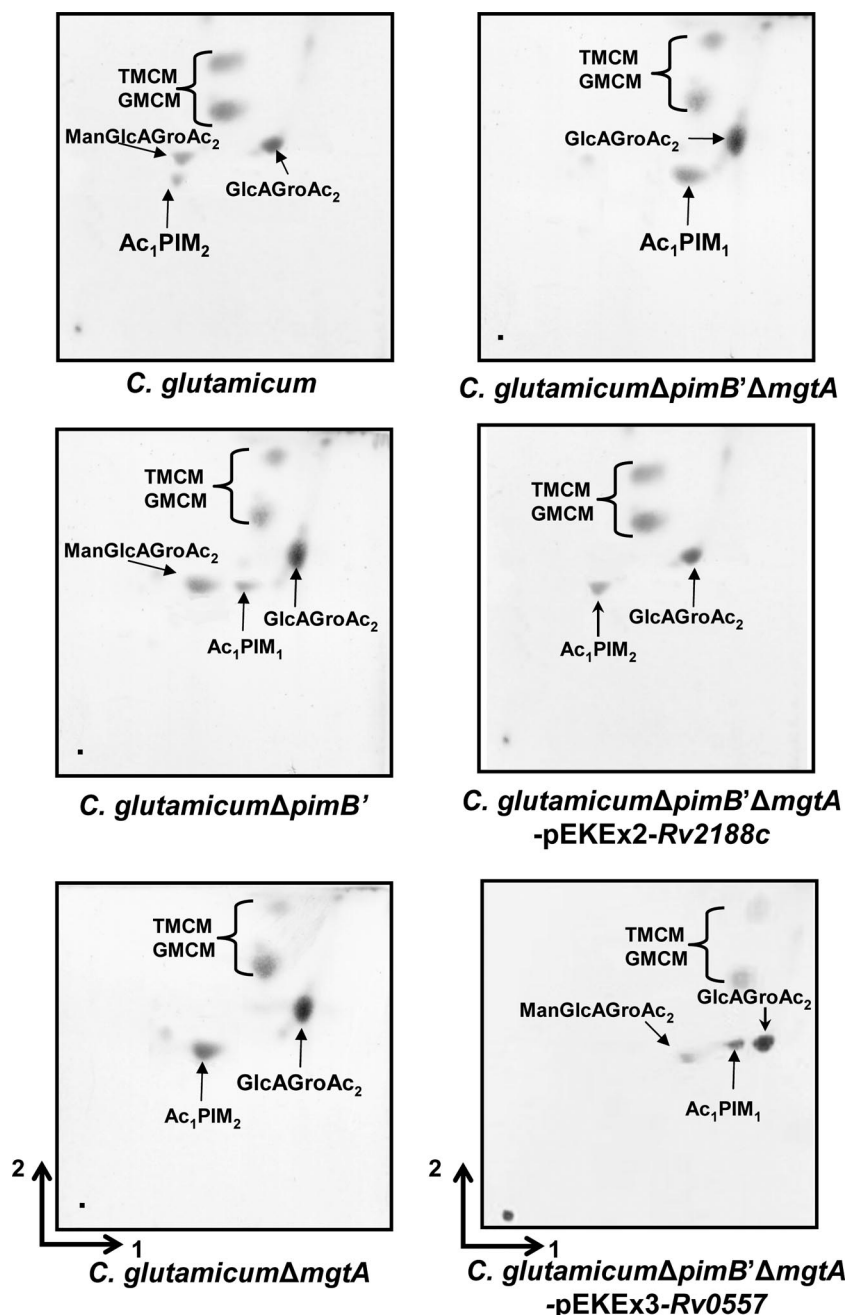 TMCM
GMCM
ManGlcAGroAc₂
GlcAGroAc₂
Ac₁PIM₂
C. glutamicum
TMCM
GMCM
GlcAGroAc₂
Ac₁PIM₁
C. glutamicumΔpimB'ΔmgtA
TMCM
GMCM
ManGlcAGroAc₂
GlcAGroAc₂
Ac₁PIM₁
C. glutamicumΔpimB'
TMCM
GMCM
GlcAGroAc₂
Ac₁PIM₂
C. glutamicumΔpimB'ΔmgtA
-pEKEx2-Rv2188c
TMCM
GMCM
GlcAGroAc₂
Ac₁PIM₂
2
1
C. glutamicumΔmgtA
TMCM
GMCM
GlcAGroAc₂
ManGlcAGroAc₂
Ac₁PIM₁
2
1
C. glutamicumΔpimB'ΔmgtA
-pEKEx3-Rv0557